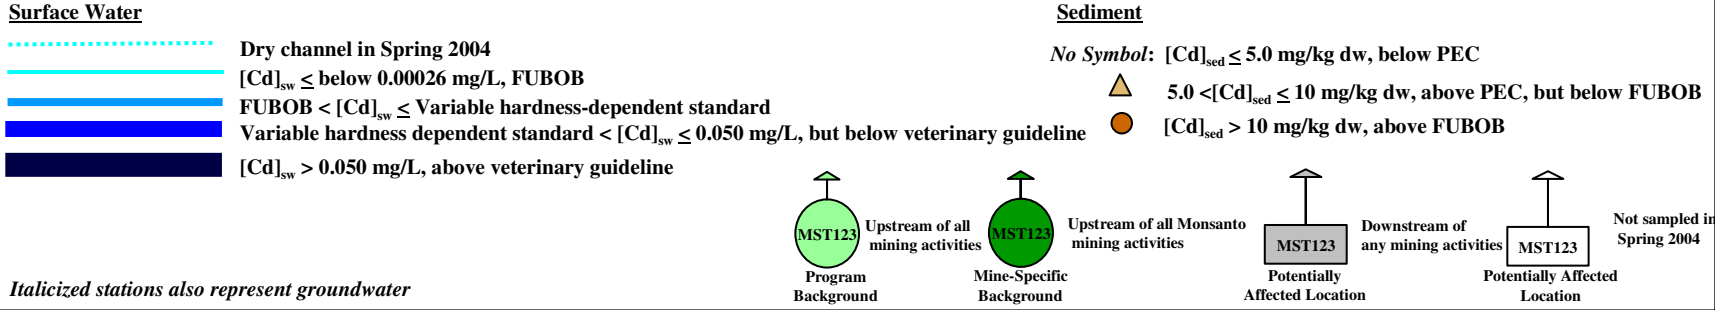 Surface Water
Dry channel in Spring 2004
[Cd]sw ≤ below 0.00026 mg/L, FUBOB
FUBOB < [Cd]sw ≤ Variable hardness-dependent standard
Variable hardness dependent standard < [Cd]sw ≤ 0.050 mg/L, but below veterinary guideline
[Cd]sw > 0.050 mg/L, above veterinary guideline
Sediment
No Symbol: [Cd]sed ≤ 5.0 mg/kg dw, below PEC
5.0 <[Cd]sed ≤ 10 mg/kg dw, above PEC, but below FUBOB
[Cd]sed > 10 mg/kg dw, above FUBOB
MST123
Upstream of all
mining activities
Program
Background
MST123
Upstream of all Monsanto
mining activities
Mine-Specific
Background
MST123
Downstream of
any mining activities
Potentially
Affected Location
MST123
Not sampled in
Spring 2004
Potentially Affected
Location
Italicized stations also represent groundwater